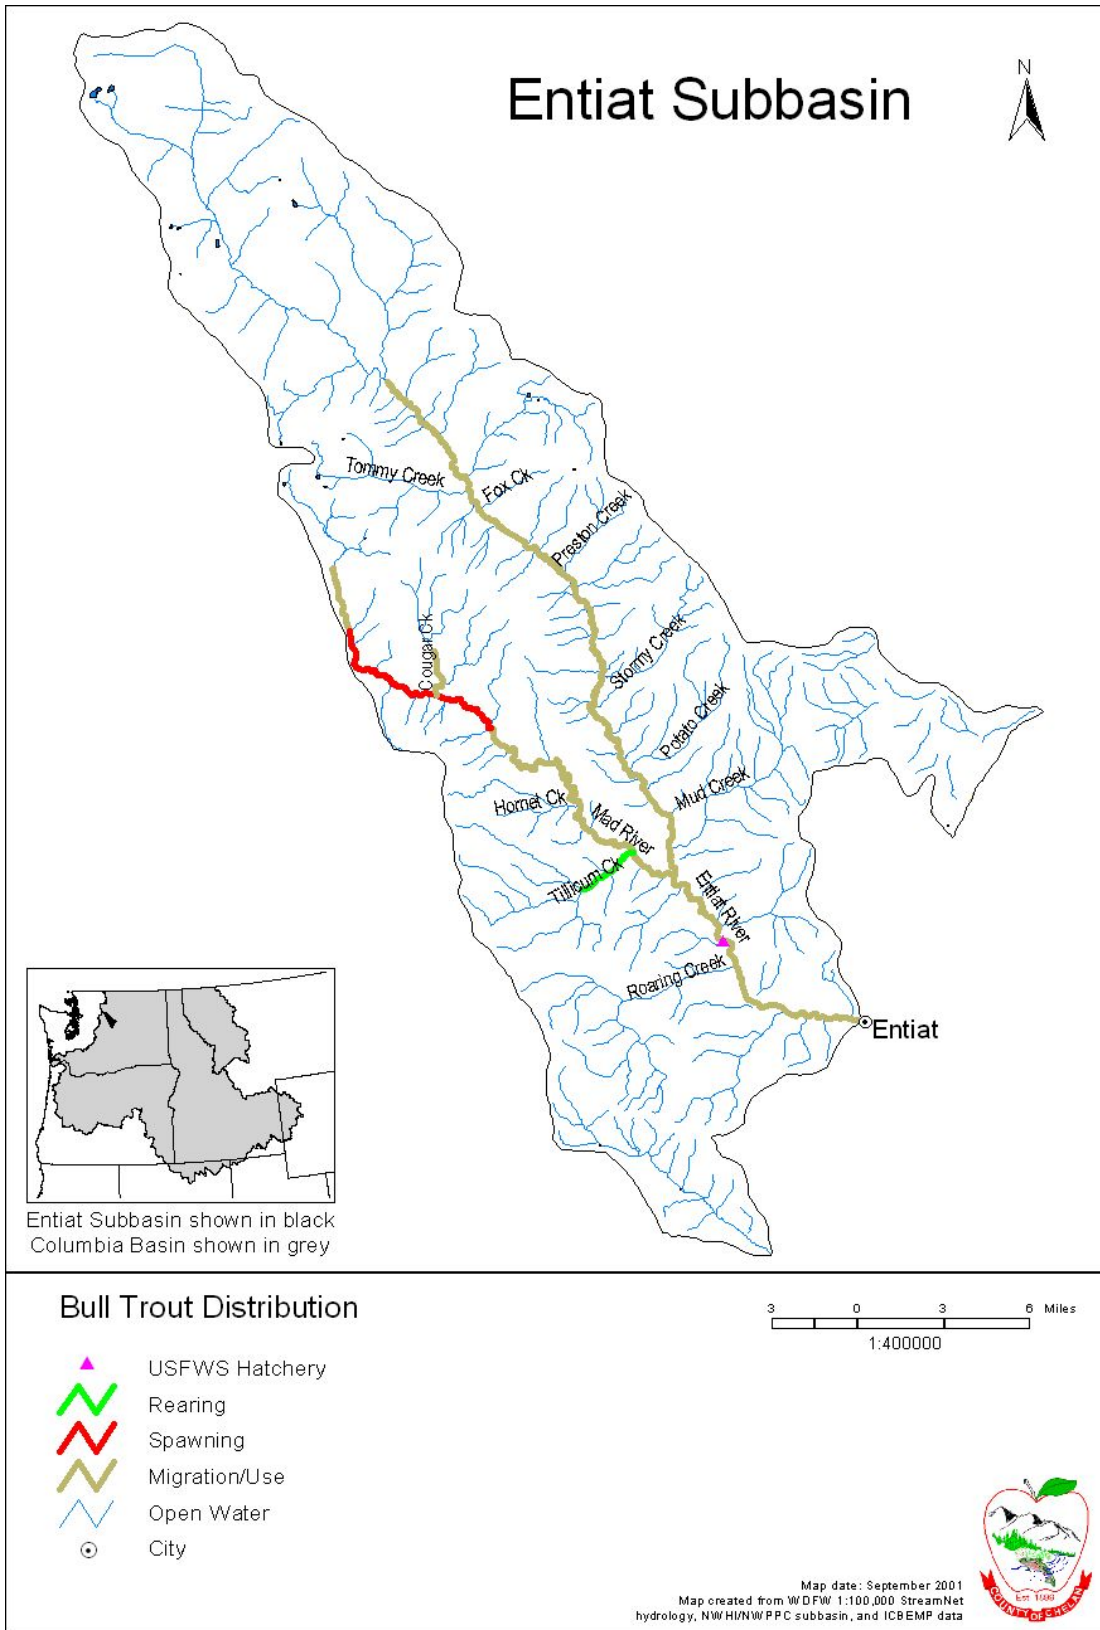 Entiat Subbasin
N
Tommy Creek
Fox Ck
Preston Creek
Cougar Ck
Stormy Creek
Potato Creek
Mud Creek
Hornet Ck
Mad River
Tillicum Ck
Entiat River
Roaring Creek
Entiat
Entiat Subbasin shown in black
Columbia Basin shown in grey
Bull Trout Distribution
USFWS Hatchery
Rearing
Spawning
Migration/Use
Open Water
City
3 0 3 6 Miles
1:400000
Map date: September 2001
Map created from WDFW 1:100,000 StreamNet
hydrology, NWHI/NWPPC subbasin, and ICBEMP data
Est 1899
COUNTY OF CHELAN